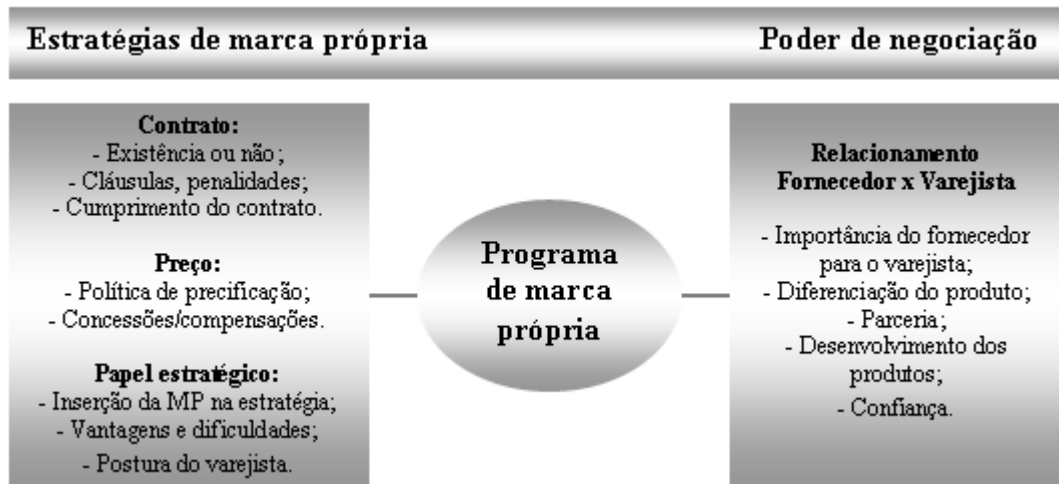 Estratégias de marca própria
Poder de negociação
Contrato:
- Existência ou não;
- Cláusulas, penalidades;
- Cumprimento do contrato.
Preço:
- Política de precificação;
- Concessões/compensações.
Papel estratégico:
- Inserção da MP na estratégia;
- Vantagens e dificuldades;
- Postura do varejista.
Programa
de marca
própria
Relacionamento
Fornecedor x Varejista
- Importância do fornecedor
para o varejista;
- Diferenciação do produto;
- Parceria;
- Desenvolvimento dos
produtos;
- Confiança.